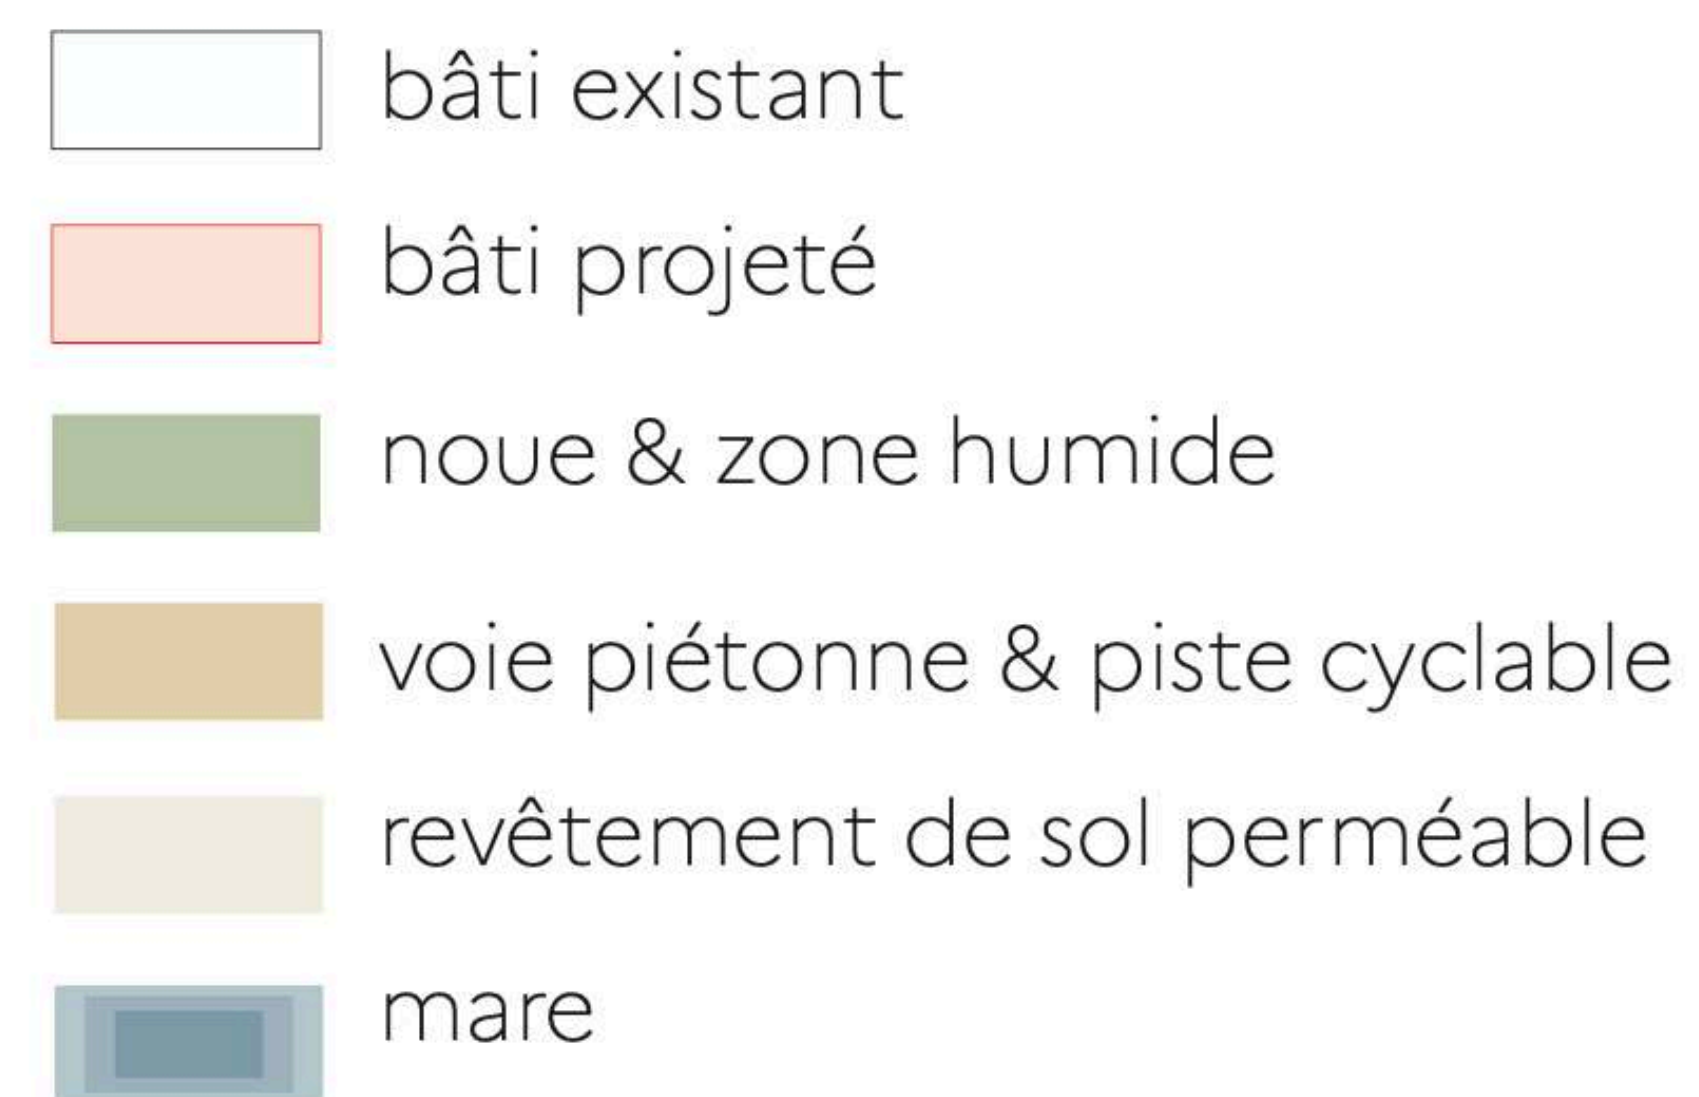 bâti existant
bâti projeté
noue & zone humide
voie piétonne & piste cyclable
revêtement de sol perméable
mare